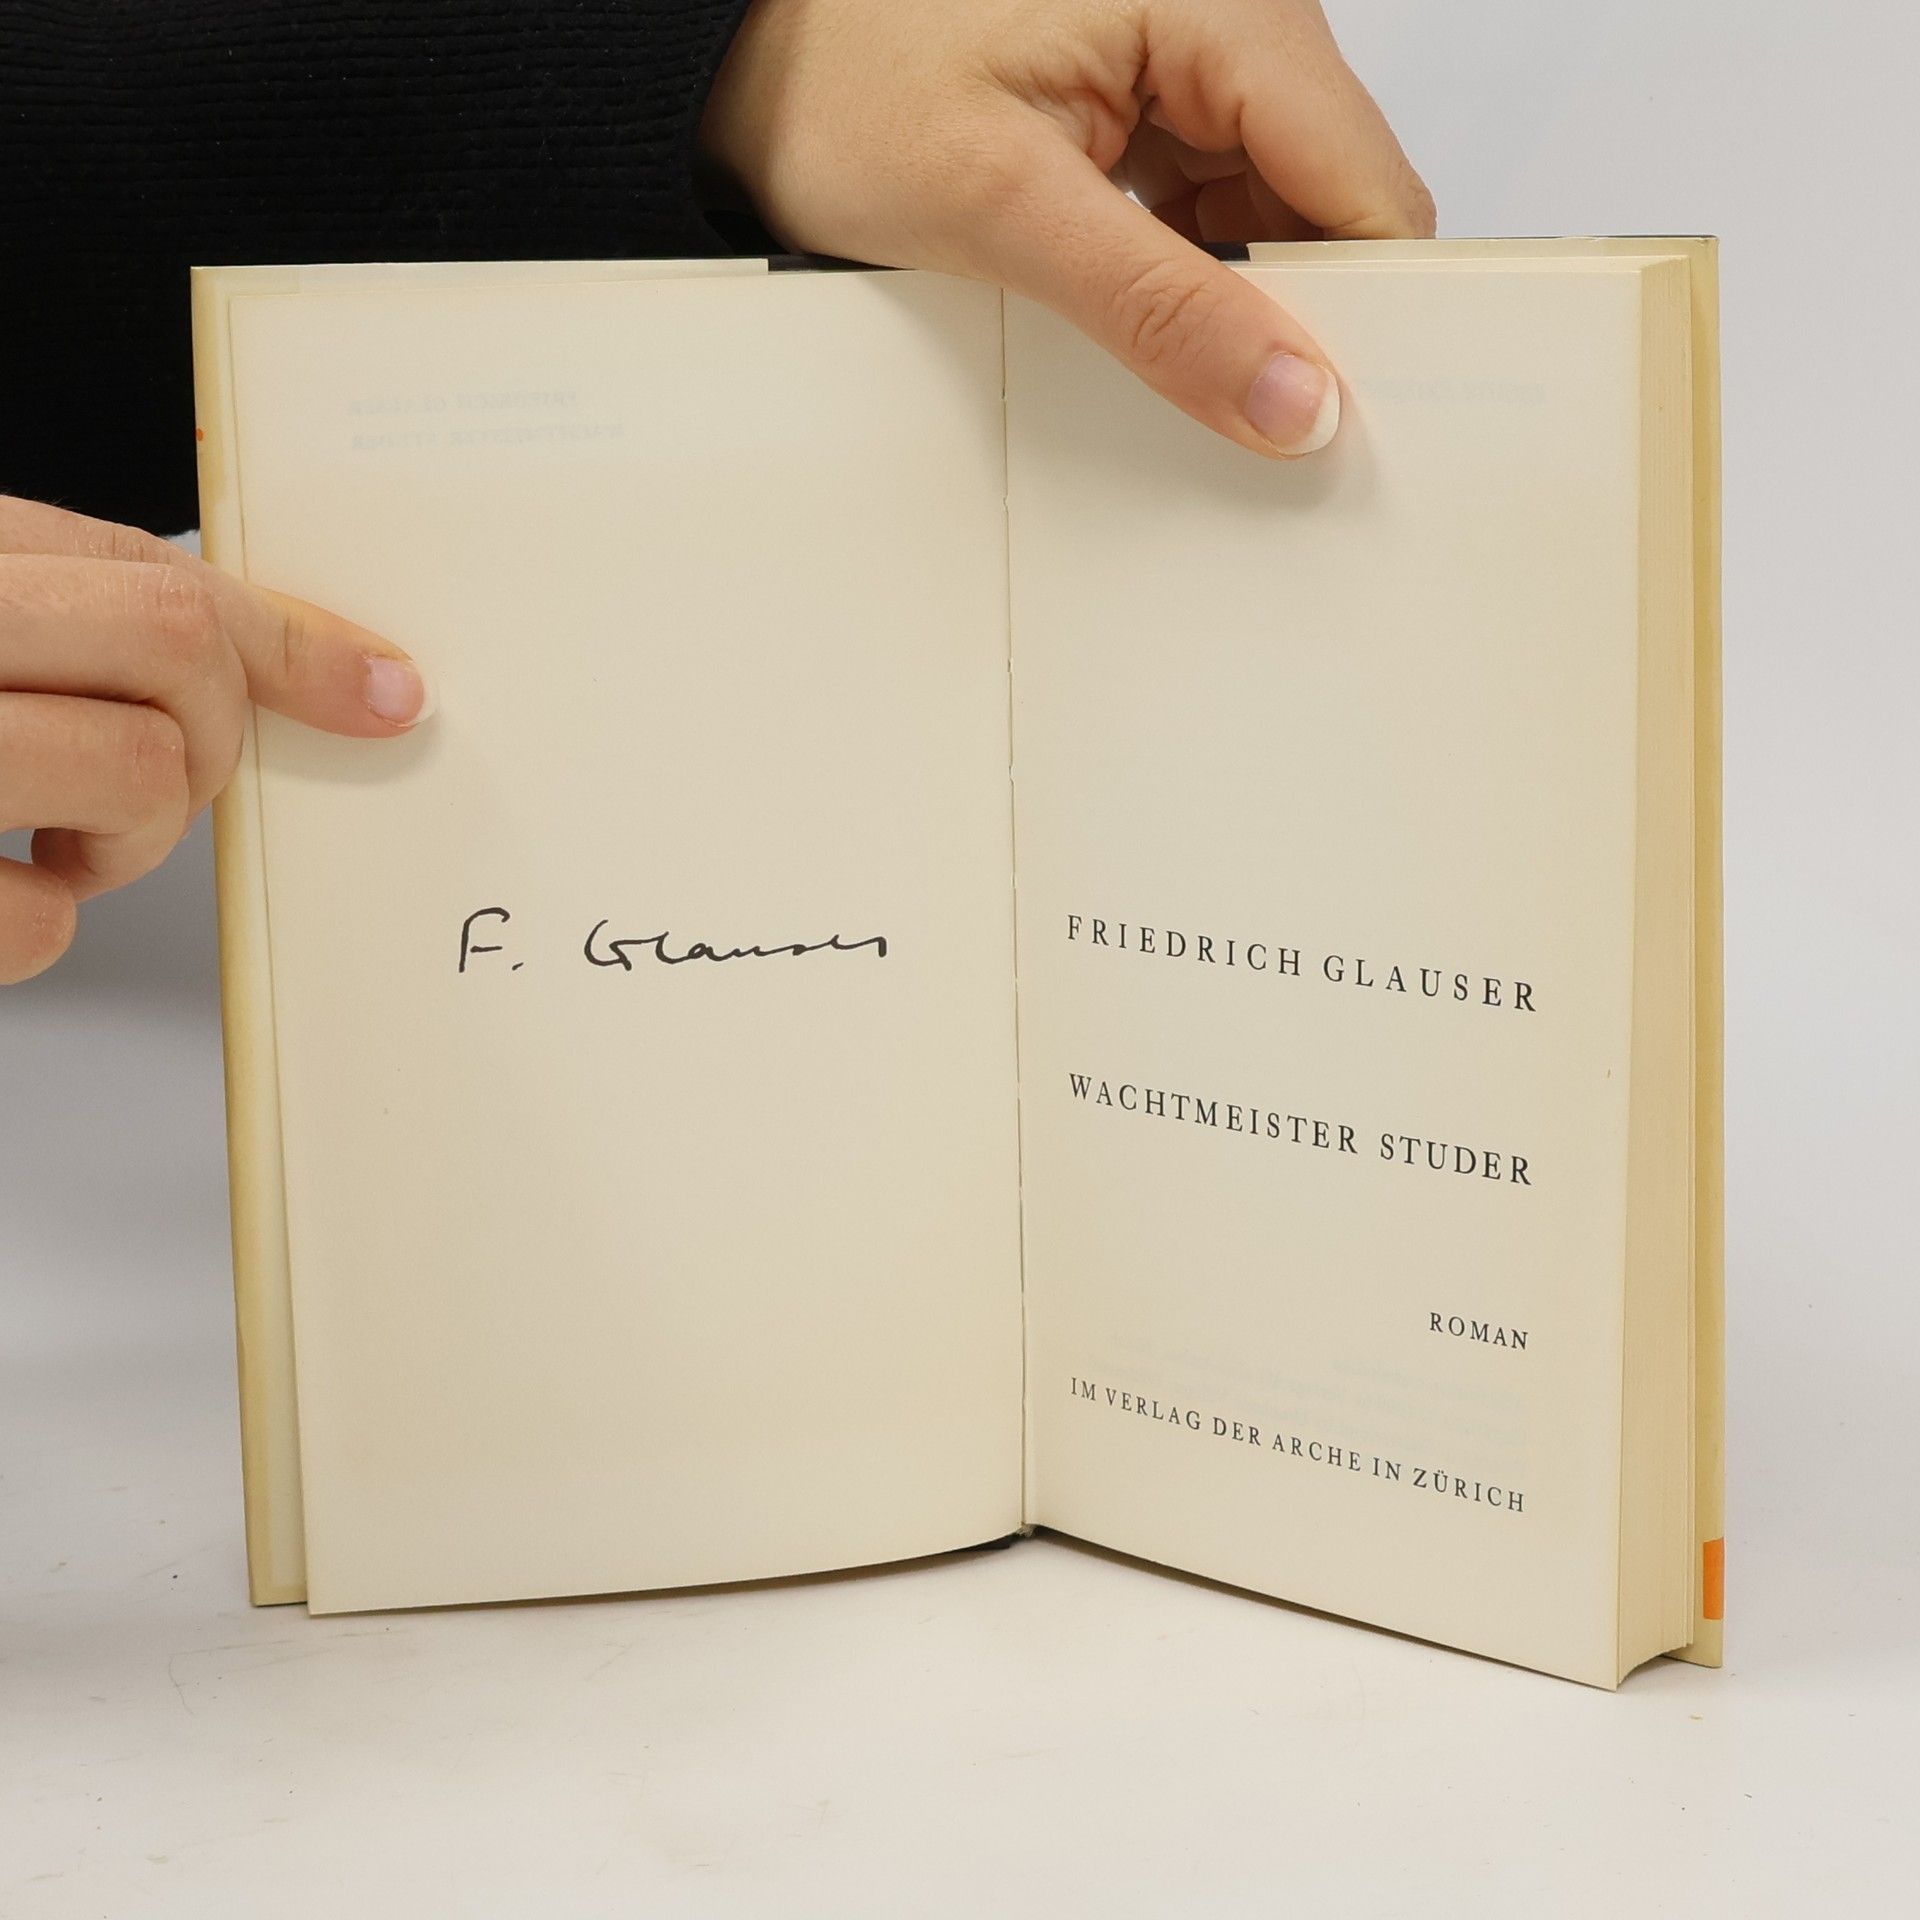 F. Glauser
FRIEDRICH GLAUSER
WACHTMEISTER STUDER
ROMAN
IM VERLAG DER ARCHE IN ZÜRICH